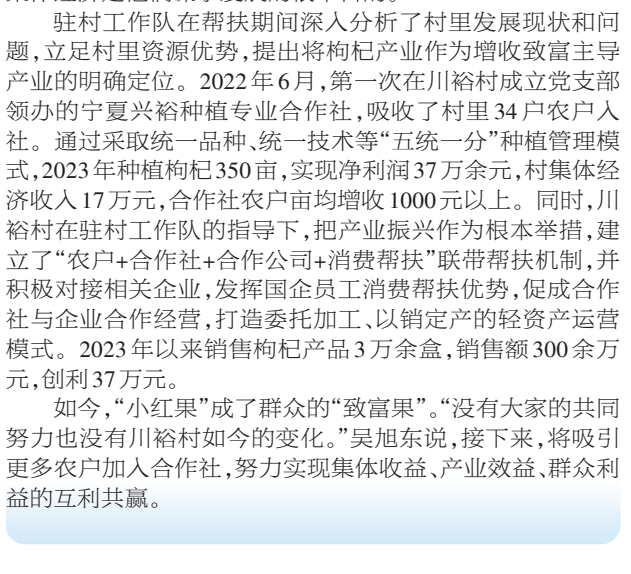 驻村工作队在帮扶期间深入分析了村里发展现状和问
题,立足村里资源优势,提出将枸杞产业作为增收致富主导
产业的明确定位。2022年6月,第一次在川裕村成立党支部
领办的宁夏兴裕种植专业合作社,吸收了村里34户农户入
社。通过采取统一品种、统一技术等“五统一分”种植管理模
式,2023年种植枸杞350亩,实现净利润37万余元,村集体经
济收入17万元,合作社农户亩均增收1000元以上。同时,川
裕村在驻村工作队的指导下,把产业振兴作为根本举措,建
立了“农户+合作社+合作公司+消费帮扶”联带帮扶机制,并
积极对接相关企业,发挥国企员工消费帮扶优势,促成合作
社与企业合作经营,打造委托加工、以销定产的轻资产运营
模式。2023年以来销售枸杞产品3万余盒,销售额300余万
元,创利37万元。
如今,“小红果”成了群众的“致富果”。“没有大家的共同
努力也没有川裕村如今的变化。”吴旭东说,接下来,将吸引
更多农户加入合作社,努力实现集体收益、产业效益、群众利
益的互利共赢。